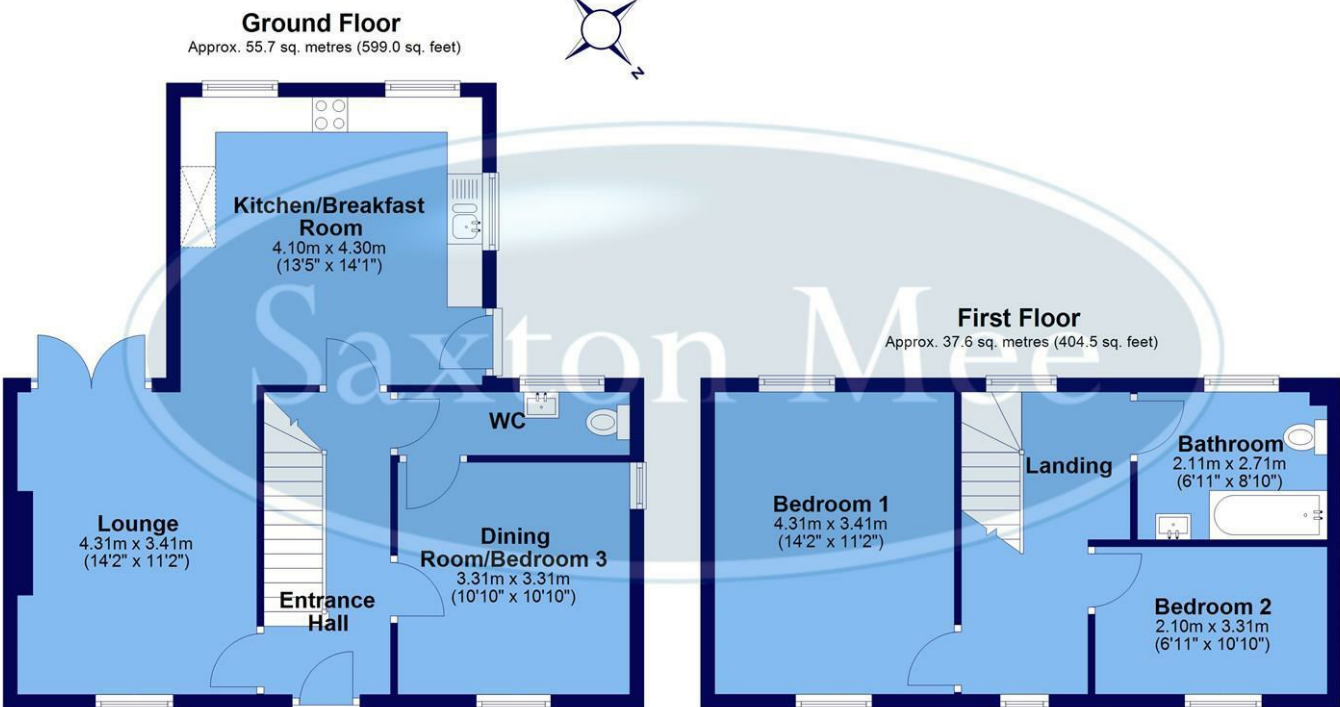 Ground Floor
Approx. 55.7 sq. metres (599.0 sq. feet)
N
Kitchen/Breakfast
Room
4.10m x 4.30m
(13'5" x 14'1")
Saxton Mee
First Floor
Approx. 37.6 sq. metres (404.5 sq. feet)
WC
Lounge
4.31m x 3.41m
(14'2" x 11'2")
Dining
Room/Bedroom 3
3.31m x 3.31m
(10'10" x 10'10")
Entrance
Hall
Bedroom 1
4.31m x 3.41m
(14'2" x 11'2")
Landing
Bathroom
2.11m x 2.71m
(6'11" x 8'10")
Bedroom 2
2.10m x 3.31m
(6'11" x 10'10")